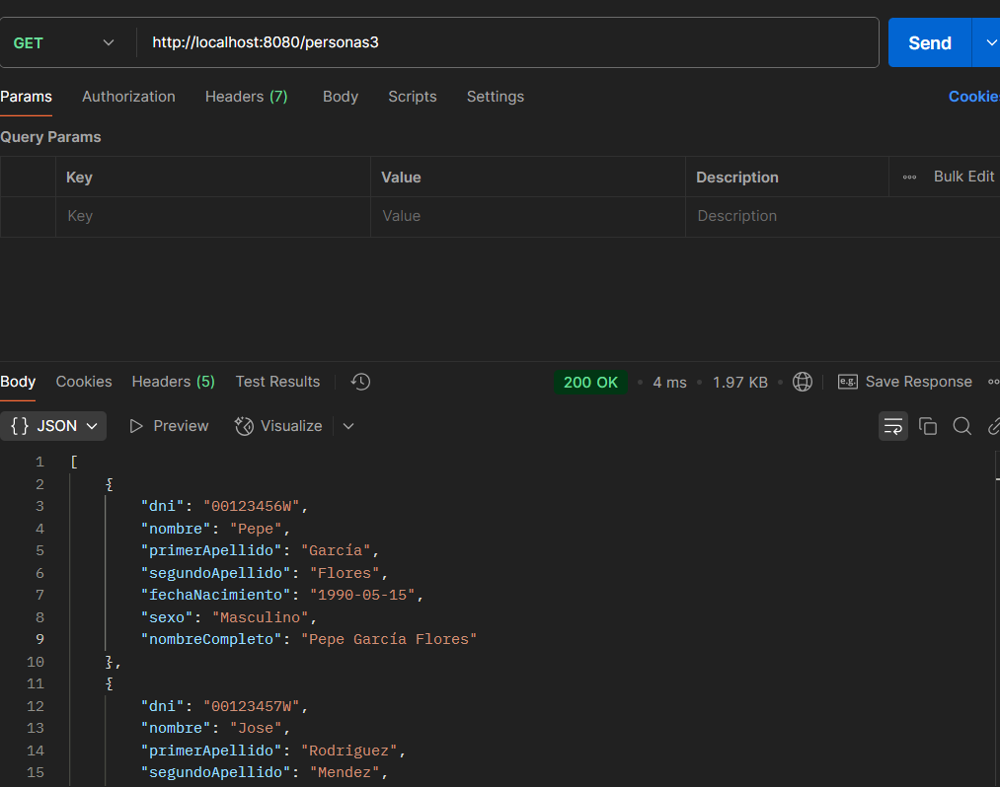 GET http://localhost:8080/personas3 Send
Params Authorization Headers (7) Body Scripts Settings Cookies
Query Params
Key Value Description Bulk Edit
Key Value Description
Body Cookies Headers (5) Test Results 200 OK • 4 ms • 1.97 KB • e.g. Save Response
{} JSON Preview Visualize
1 [
2 {
3 "dni": "00123456W",
4 "nombre": "Pepe",
5 "primerApellido": "García",
6 "segundoApellido": "Flores",
7 "fechaNacimiento": "1990-05-15",
8 "sexo": "Masculino",
9 "nombreCompleto": "Pepe García Flores"
10 },
11 {
12 "dni": "00123457W",
13 "nombre": "Jose",
14 "primerApellido": "Rodriguez",
15 "segundoApellido": "Mendez",